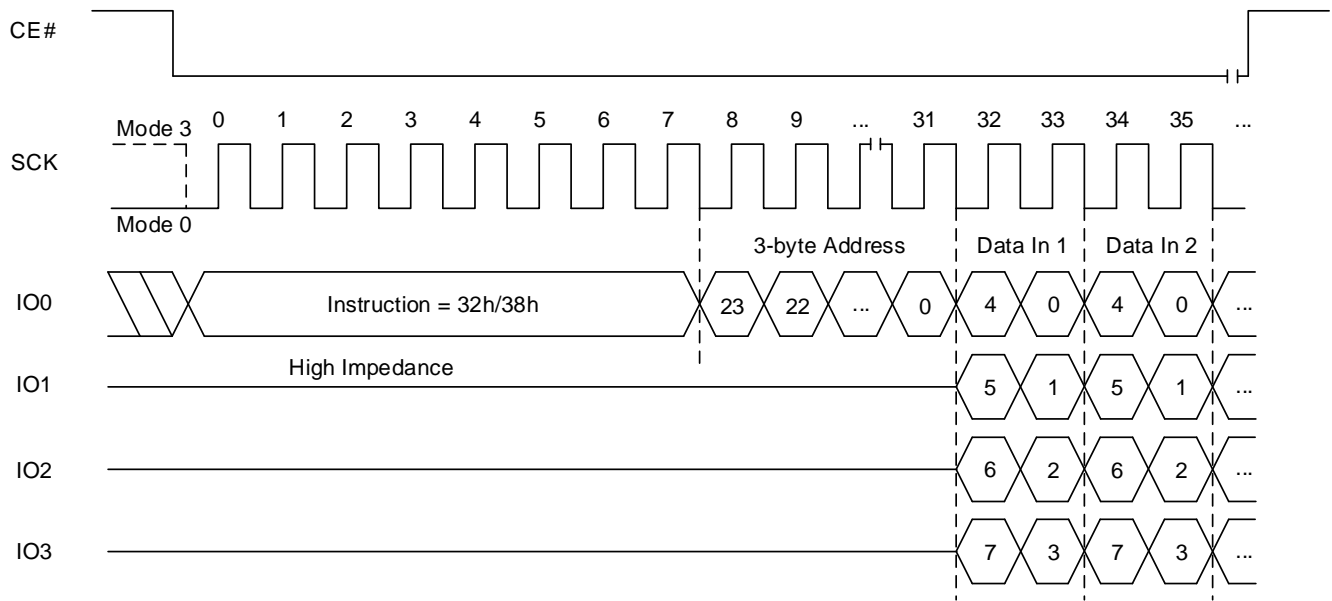 CE#
Mode 3 0 1 2 3 4 5 6 7 8 9 ... 31 32 33 34 35 ...
SCK
Mode 0
3-byte Address Data In 1 Data In 2
IO0 Instruction = 32h/38h 23 22 ... 0 4 0 4 0 ...
High Impedance
IO1 5 1 5 1 ...
IO2 6 2 6 2 ...
IO3 7 3 7 3 ...